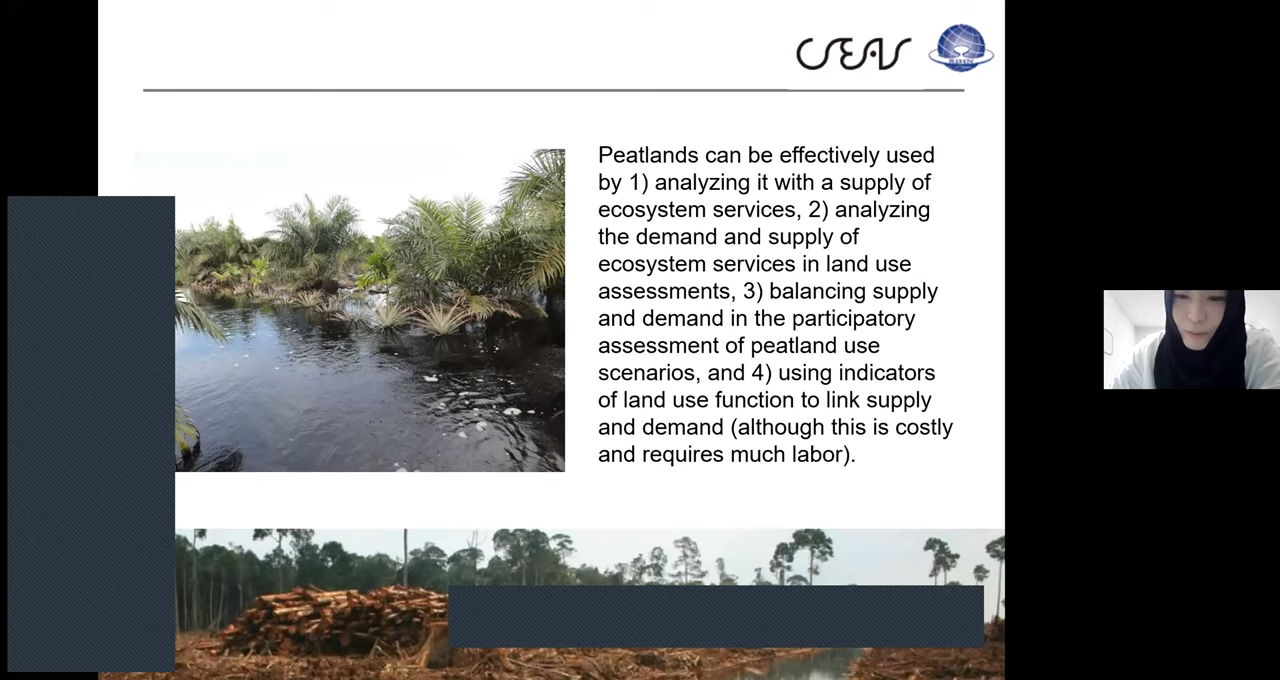 CSEAS
Peatlands can be effectively used
by 1) analyzing it with a supply of
ecosystem services, 2) analyzing
the demand and supply of
ecosystem services in land use
assessments, 3) balancing supply
and demand in the participatory
assessment of peatland use
scenarios, and 4) using indicators
of land use function to link supply
and demand (although this is costly
and requires much labor).